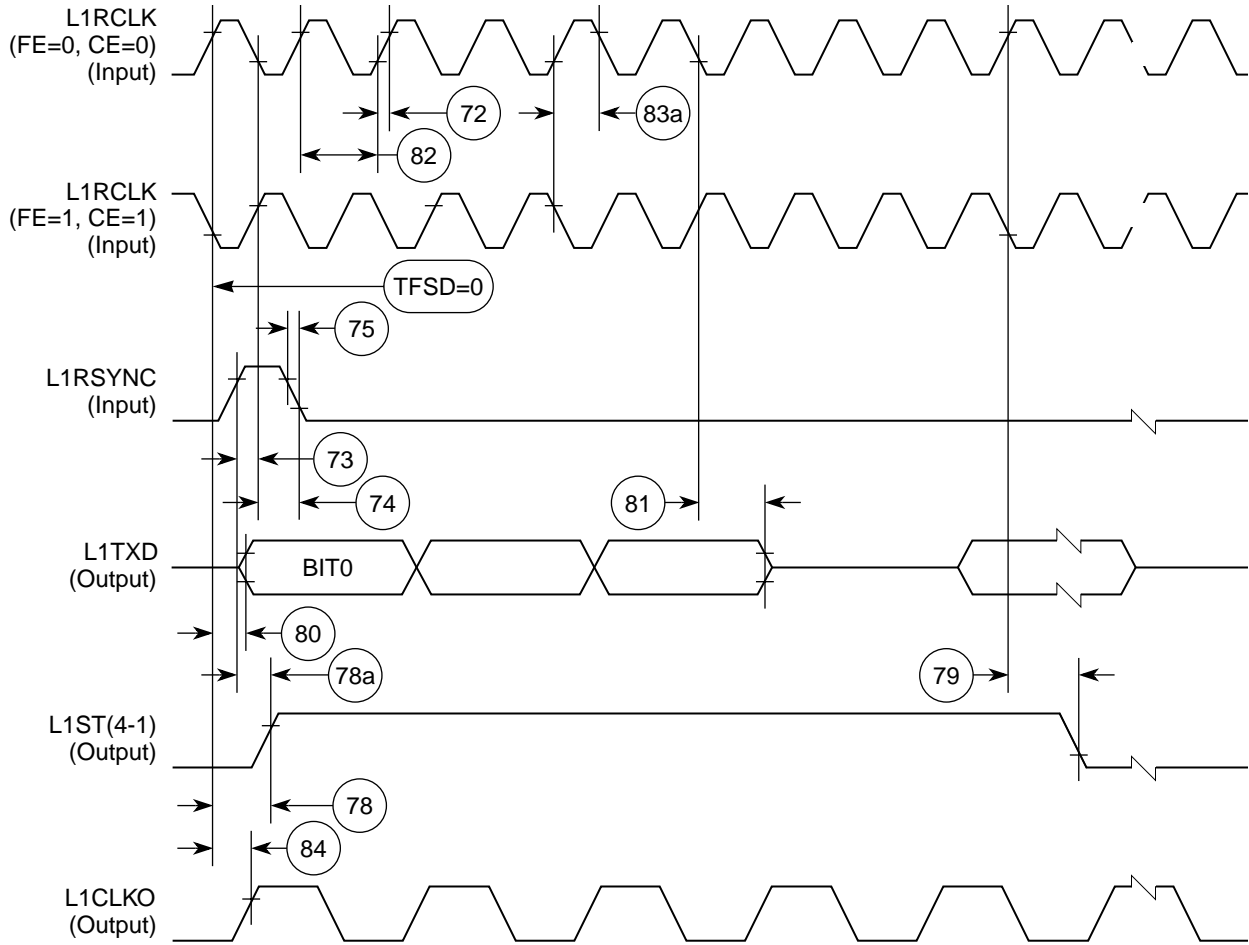 L1RCLK
(FE=0, CE=0)
(Input)
72
83a
82
L1RCLK
(FE=1, CE=1)
(Input)
TFSD=0
75
L1RSYNC
(Input)
73
74
81
L1TXD
(Output)
BIT0
80
78a
79
L1ST(4-1)
(Output)
78
84
L1CLKO
(Output)